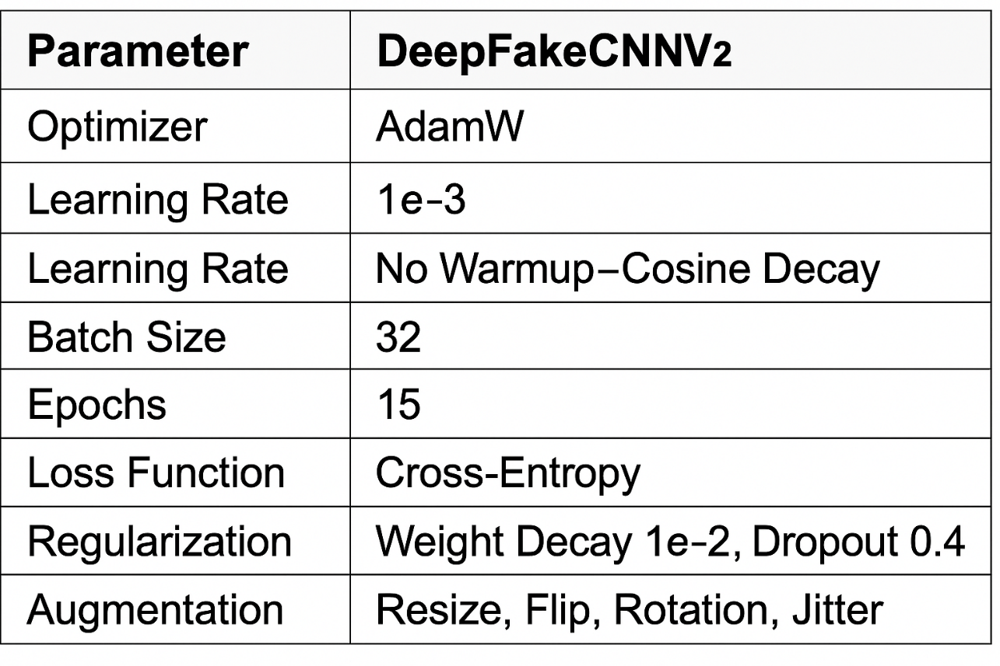 Parameter DeepFakeCNNV2
Optimizer AdamW
Learning Rate 1e–3
Learning Rate No Warmup–Cosine Decay
Batch Size 32
Epochs 15
Loss Function Cross-Entropy
Regularization Weight Decay 1e–2, Dropout 0.4
Augmentation Resize, Flip, Rotation, Jitter